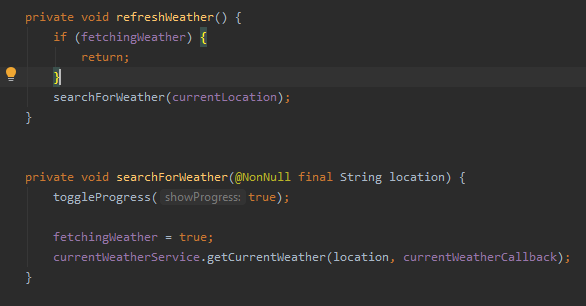 private void refreshWeather() {
if (fetchingWeather) {
return;
}
searchForWeather(currentLocation);
}
private void searchForWeather(@NonNull final String location) {
toggleProgress( showProgress: true);
fetchingWeather = true;
currentWeatherService.getCurrentWeather(location, currentWeatherCallback);
}